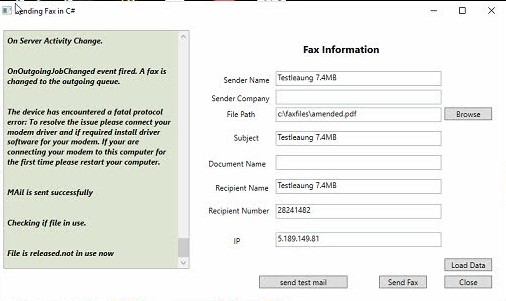 Sending Fax in C#
On Server Activity Change.
OnOutgoingJobChanged event fired. A fax is
changed to the outgoing queue.
The device has encountered a fatal protocol
error: To resolve the issue please connect your
modem driver and if required install driver
software for your modem. If your are
connecting your modem to this computer for
the first time please restart your computer.
MAil is sent successfully
Checking if file in use.
File is released.not in use now
Fax Information
Sender Name Testleaung 7.4MB
Sender Company
File Path c:\faxfiles\amended.pdf Browse
Subject Testleaung 7.4MB
Document Name
Recipient Name Testleaung 7.4MB
Recipient Number 28241482
IP 5.189.149.81
Load Data
send test mail Send Fax Close